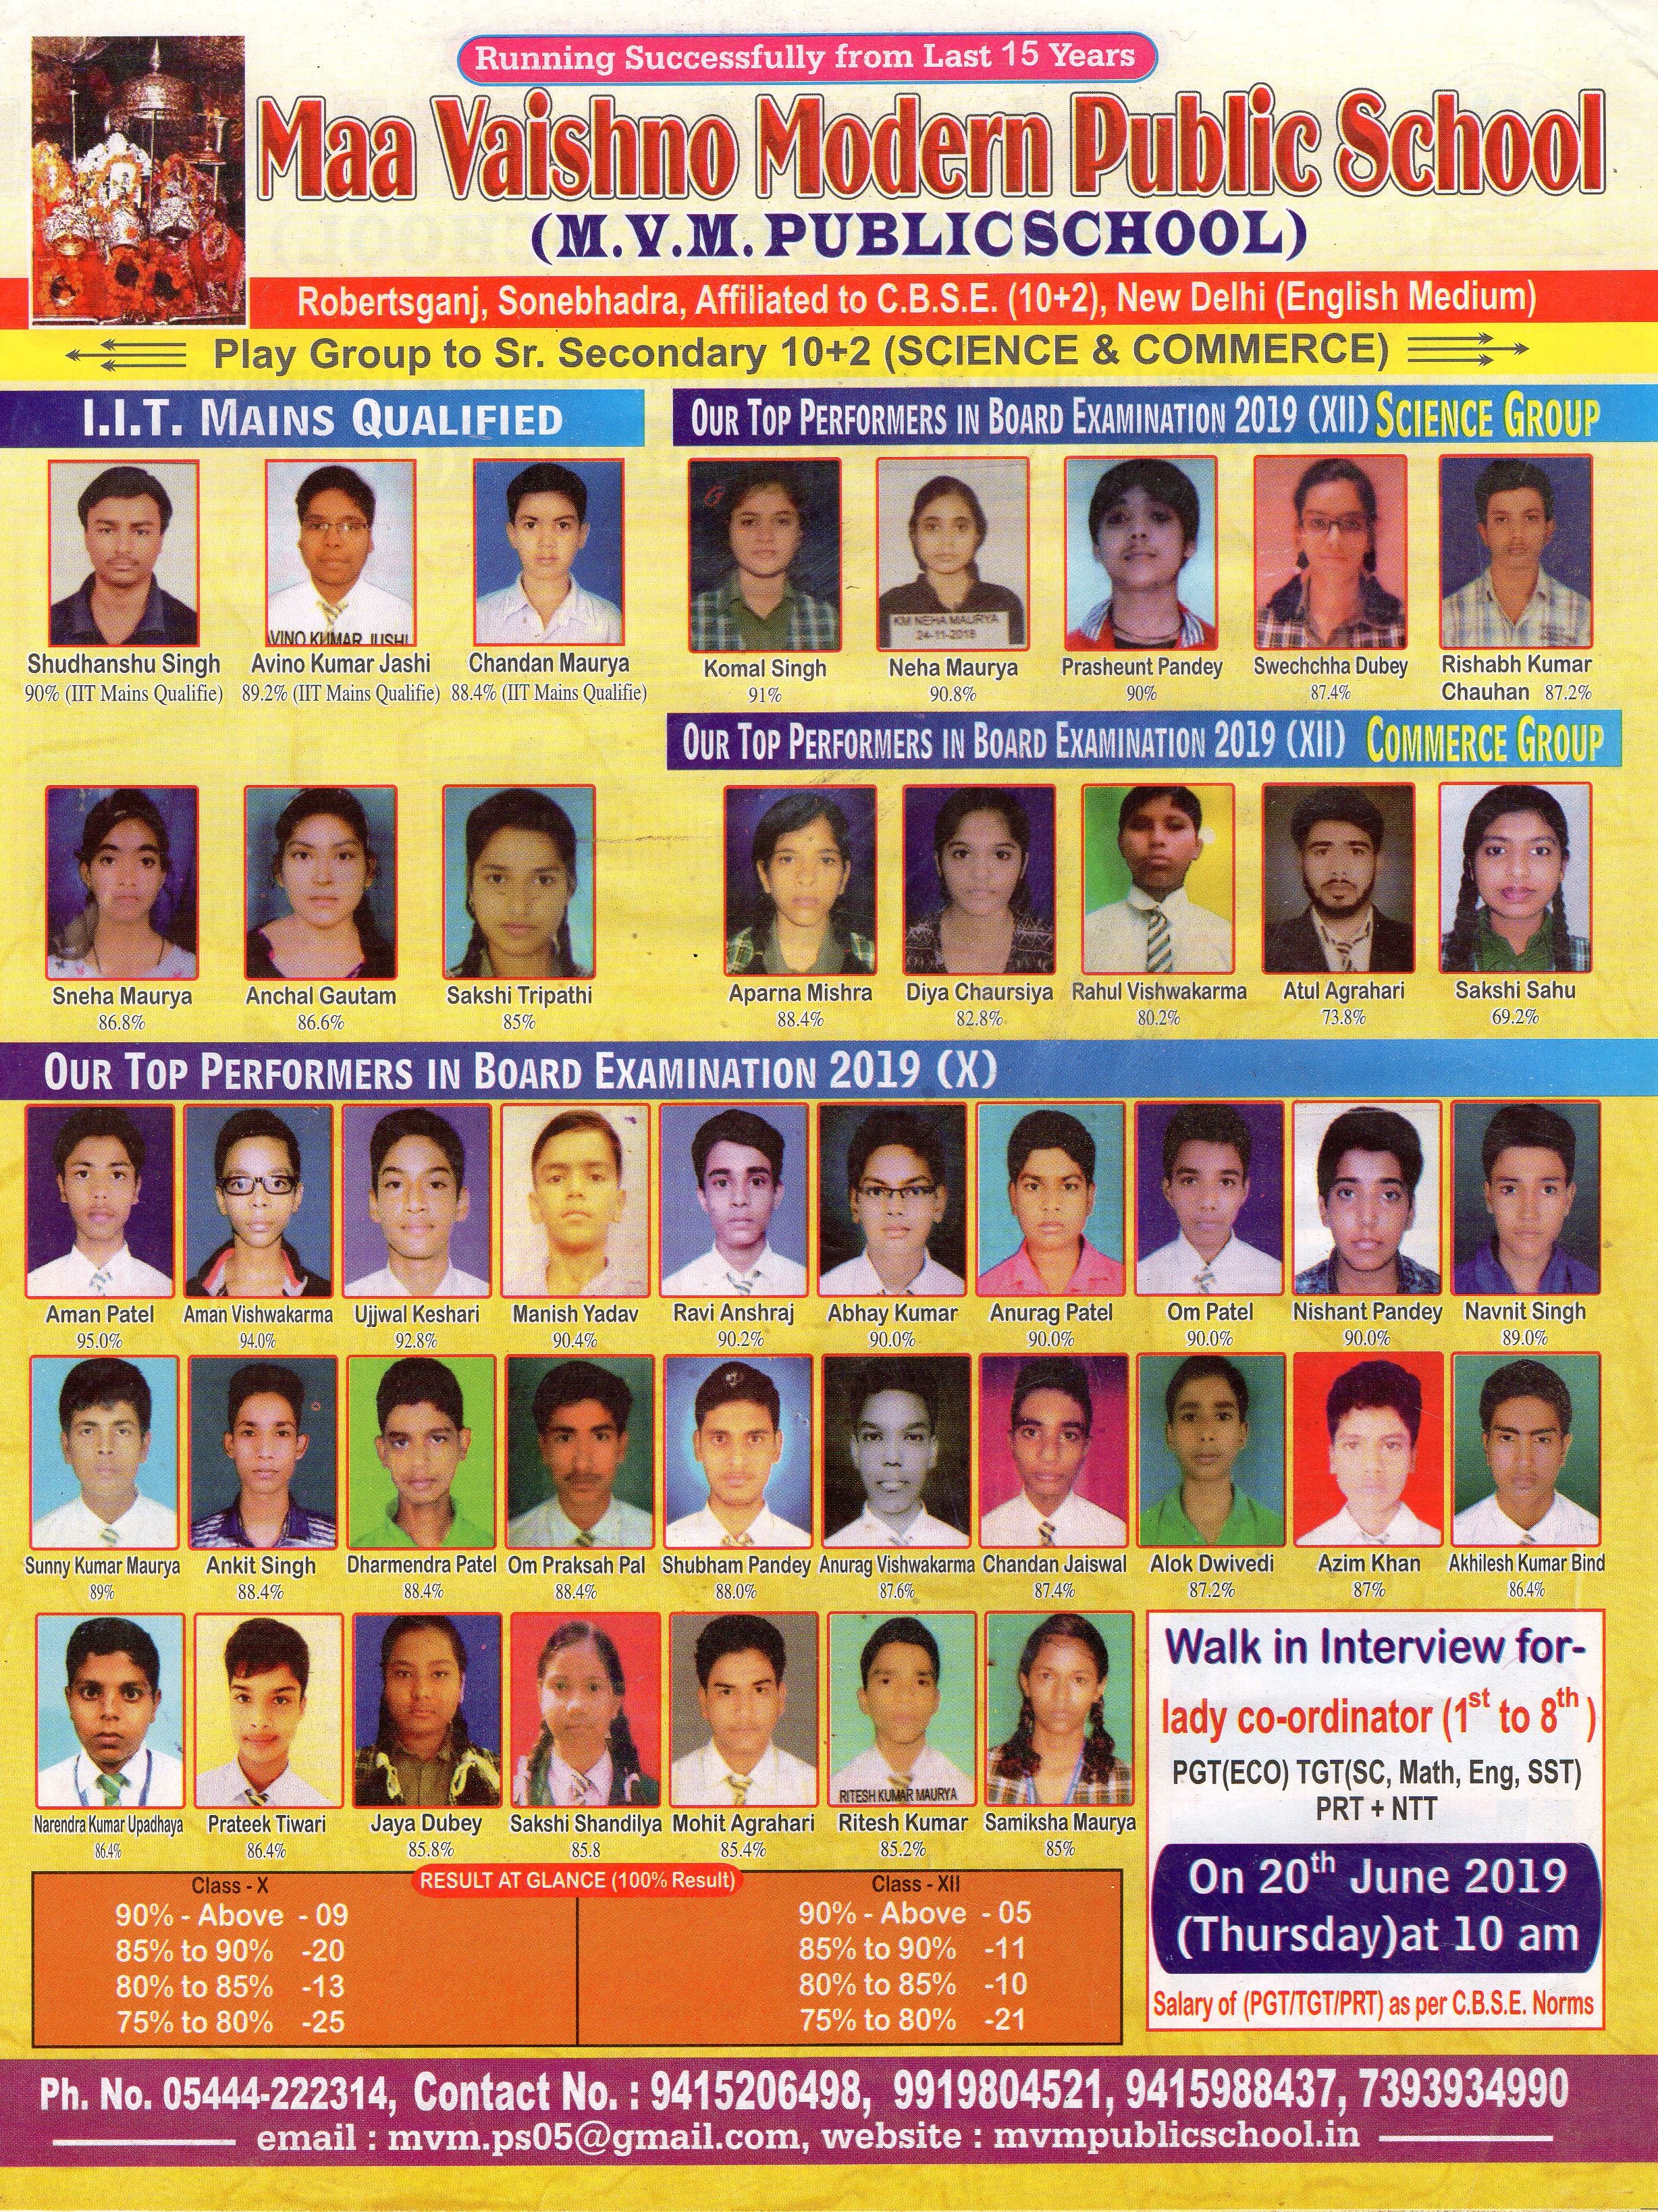 Running Successfully from Last 15 Years
Maa Vaishno Modern Public School
(M.V.M. PUBLIC SCHOOL)
Robertsganj, Sonebhadra, Affiliated to C.B.S.E. (10+2), New Delhi (English Medium)
Play Group to Sr. Secondary 10+2 (SCIENCE & COMMERCE)
I.I.T. MAINS QUALIFIED
OUR TOP PERFORMERS IN BOARD EXAMINATION 2019 (XII) SCIENCE GROUP
AVINO KUMAR JUSHI
KM NEHA MAURYA
24-11-2018
Shudhanshu Singh Avino Kumar Jashi Chandan Maurya Komal Singh Neha Maurya Prasheunt Pandey Swechchha Dubey Rishabh Kumar
90% (IIT Mains Qualifie) 89.2% (IIT Mains Qualifie) 88.4% (IIT Mains Qualifie) 91% 90.8% 90% 87.4% Chauhan 87.2%
OUR TOP PERFORMERS IN BOARD EXAMINATION 2019 (XII) COMMERCE GROUP
Sneha Maurya Anchal Gautam Sakshi Tripathi Aparna Mishra Diya Chaursiya Rahul Vishwakarma Atul Agrahari Sakshi Sahu
86.8% 86.6% 85% 88.4% 82.8% 80.2% 73.8% 69.2%
OUR TOP PERFORMERS IN BOARD EXAMINATION 2019 (X)
Aman Patel Aman Vishwakarma Ujjwal Keshari Manish Yadav Ravi Anshraj Abhay Kumar Anurag Patel Om Patel Nishant Pandey Navnit Singh
95.0% 94.0% 92.8% 90.4% 90.2% 90.0% 90.0% 90.0% 90.0% 89.0%
Sunny Kumar Maurya Ankit Singh Dharmendra Patel Om Praksah Pal Shubham Pandey Anurag Vishwakarma Chandan Jaiswal Alok Dwivedi Azim Khan Akhilesh Kumar Bind
89% 88.4% 88.4% 88.4% 88.0% 87.6% 87.4% 87.2% 87% 86.4%
RITESH KUMAR MAURYA
Narendra Kumar Upadhaya Prateek Tiwari Jaya Dubey Sakshi Shandilya Mohit Agrahari Ritesh Kumar Samiksha Maurya
86.4% 86.4% 85.8% 85.8 85.4% 85.2% 85%
Walk in Interview for-
lady co-ordinator (1st to 8th)
PGT(ECO) TGT(SC, Math, Eng, SST)
PRT + NTT
On 20th June 2019
(Thursday)at 10 am
Salary of (PGT/TGT/PRT) as per C.B.S.E. Norms
RESULT AT GLANCE (100% Result)
Class - X
90% - Above - 09
85% to 90% -20
80% to 85% -13
75% to 80% -25
Class - XII
90% - Above - 05
85% to 90% -11
80% to 85% -10
75% to 80% -21
Ph. No. 05444-222314, Contact No. : 9415206498, 9919804521, 9415988437, 7393934990
email : mvm.ps05@gmail.com, website : mvmpublicschool.in